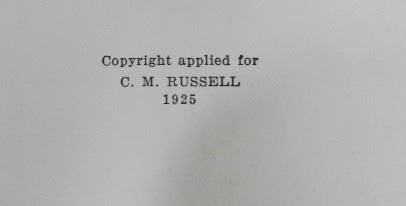 Copyright applied for
C. M. RUSSELL
1925